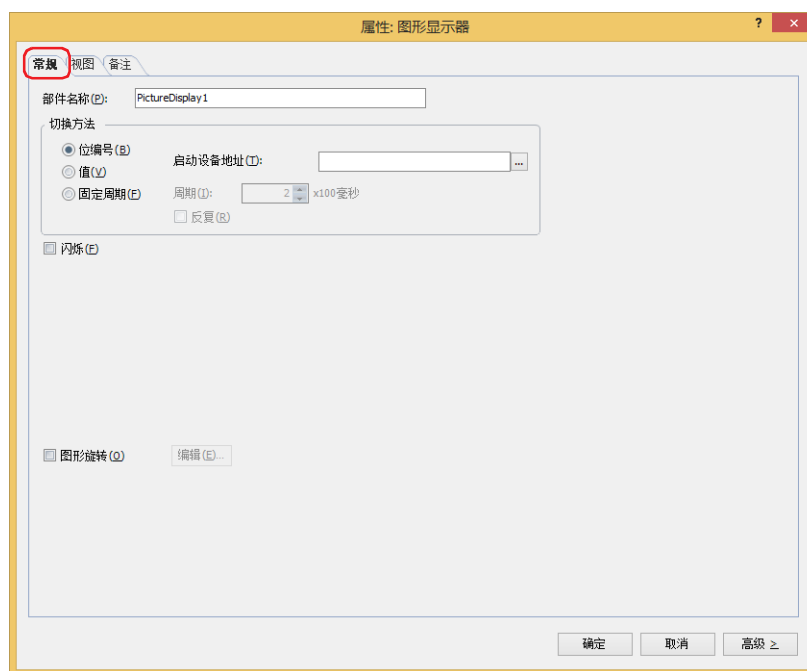 属性: 图形显示器
?
×
常规 视图 备注
部件名称(P): PictureDisplay1
切换方法
位编号(B)
启动设备地址(T): ...
值(V)
固定周期(F) 周期(I): 2 x100毫秒
反复(R)
闪烁(F)
图形旋转(O) 编辑(E)...
确定 取消 高级 ≥